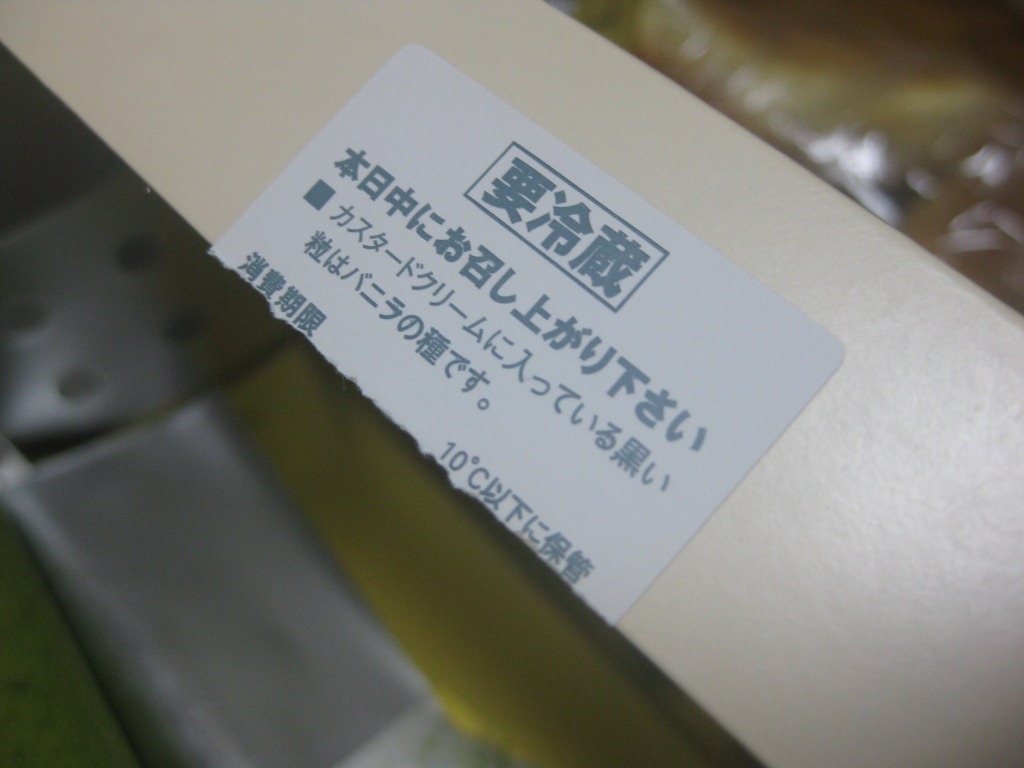 要冷蔵
本日中にお召し上がり下さい
■ カスタードクリームに入っている黒い
粒はバニラの種です。
消費期限
10℃以下に保管